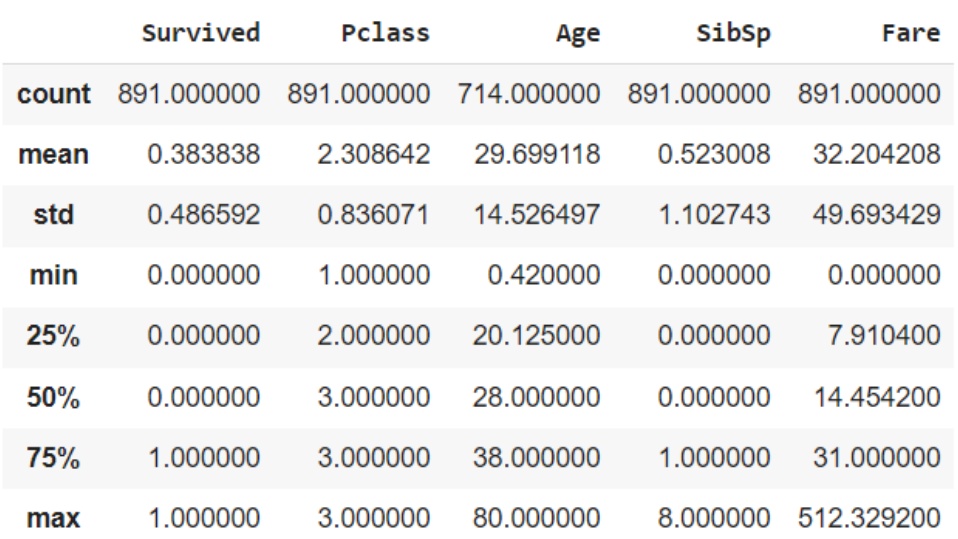 Survived Pclass Age SibSp Fare
count 891.000000 891.000000 714.000000 891.000000 891.000000
mean 0.383838 2.308642 29.699118 0.523008 32.204208
std 0.486592 0.836071 14.526497 1.102743 49.693429
min 0.000000 1.000000 0.420000 0.000000 0.000000
25% 0.000000 2.000000 20.125000 0.000000 7.910400
50% 0.000000 3.000000 28.000000 0.000000 14.454200
75% 1.000000 3.000000 38.000000 1.000000 31.000000
max 1.000000 3.000000 80.000000 8.000000 512.329200